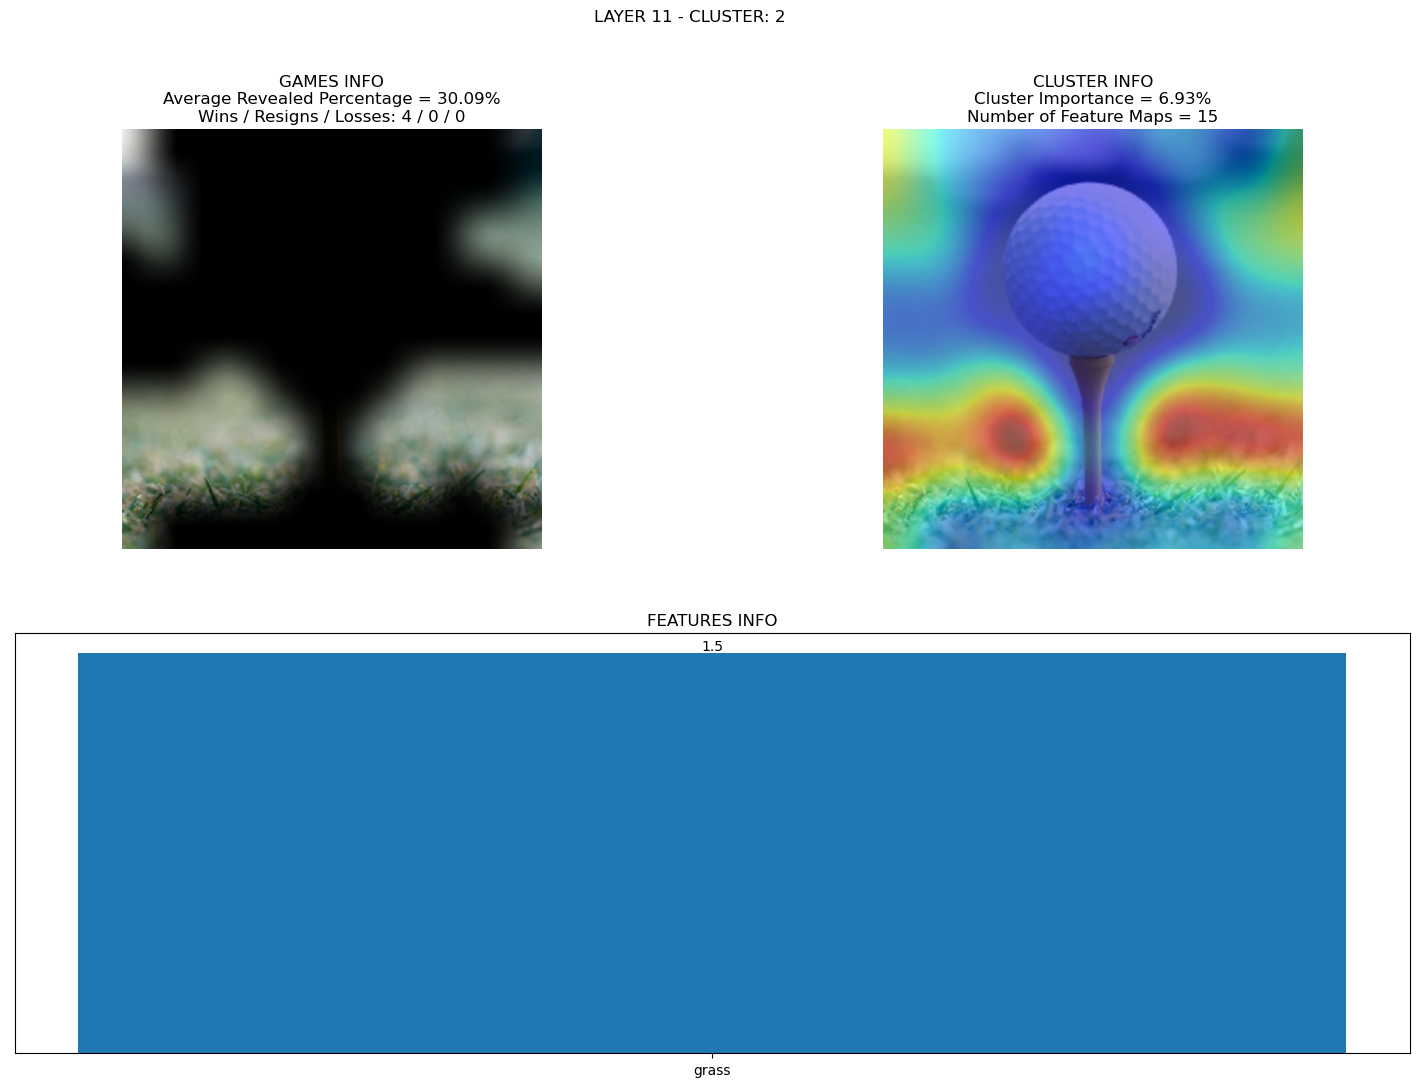 LAYER 11 - CLUSTER: 2
GAMES INFO
Average Revealed Percentage = 30.09%
Wins / Resigns / Losses: 4 / 0 / 0
CLUSTER INFO
Cluster Importance = 6.93%
Number of Feature Maps = 15
FEATURES INFO
1.5
grass